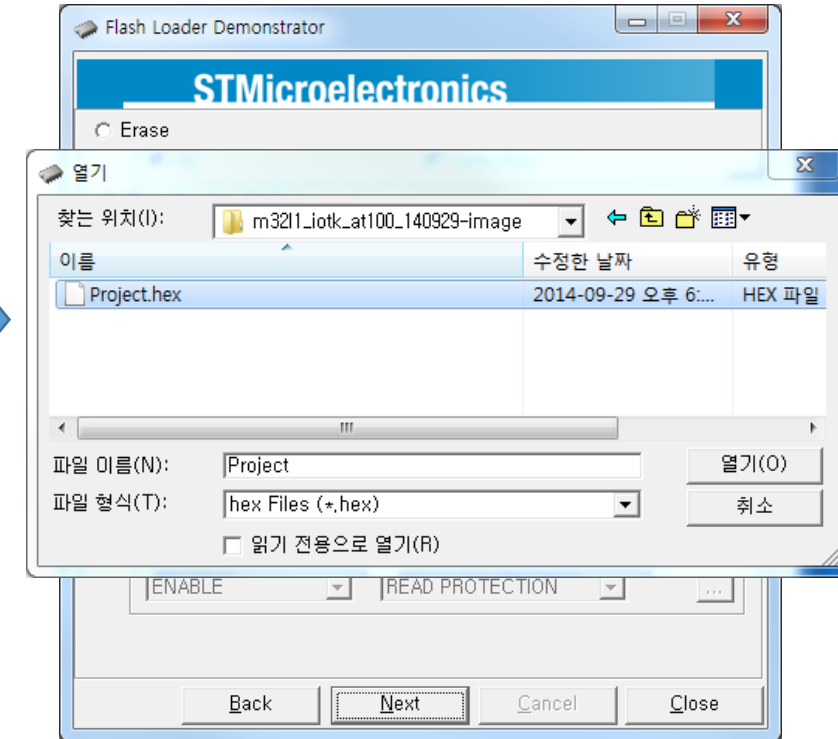 Flash Loader Demonstrator
STMicroelectronics
Erase
열기
찾는 위치(I):
m32l1_iotk_at100_140929-image
이름
수정한 날짜
유형
Project.hex
2014-09-29 오후 6:...
HEX 파일
파일 이름(N):
Project
열기(O)
파일 형식(T):
hex Files (*,hex)
취소
읽기 전용으로 열기(R)
ENABLE
READ PROTECTION
...
Back
Next
Cancel
Close